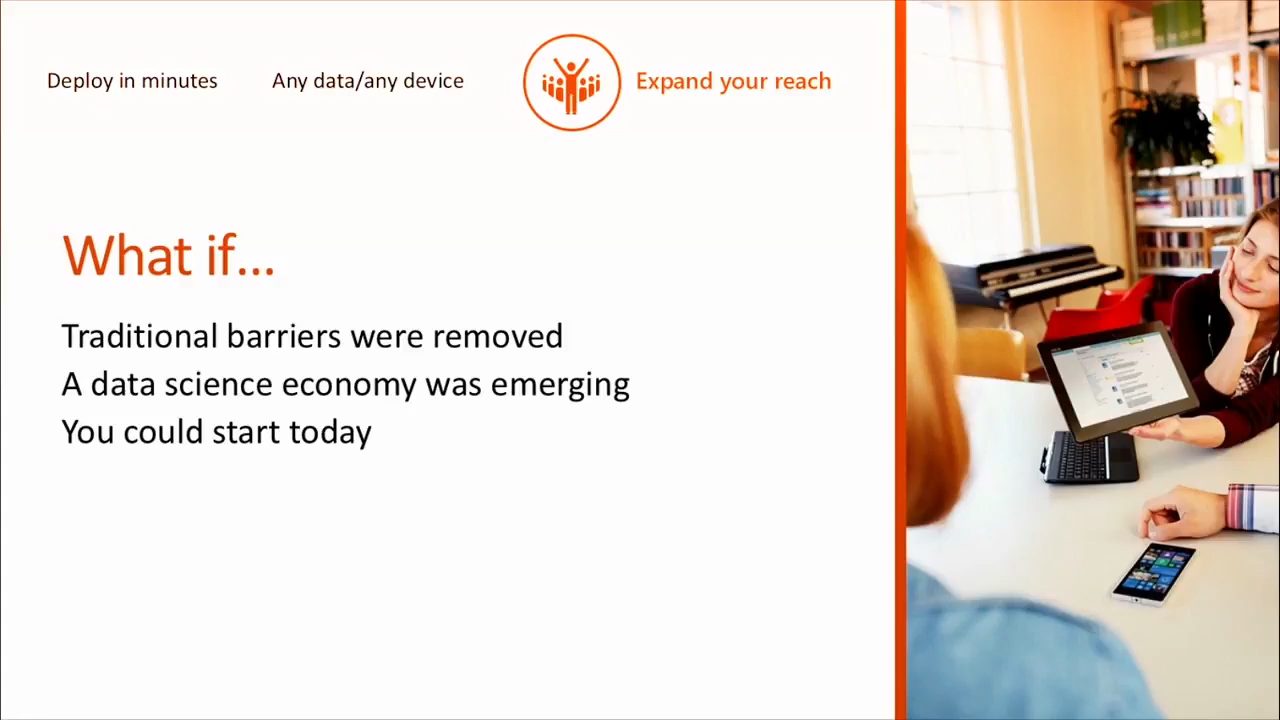 Deploy in minutes
Any data/any device
Expand your reach
What if...
Traditional barriers were removed
A data science economy was emerging
You could start today